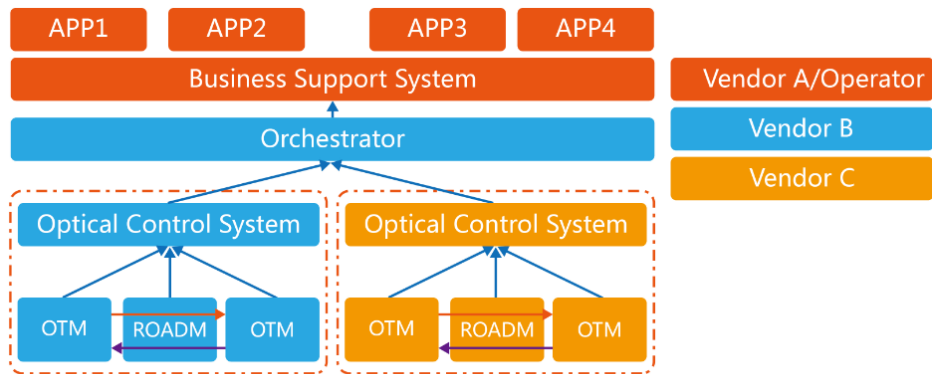 APP1 APP2 APP3 APP4
Business Support System
Vendor A/Operator
Orchestrator
Vendor B
Vendor C
Optical Control System
Optical Control System
OTM ROADM OTM
OTM ROADM OTM